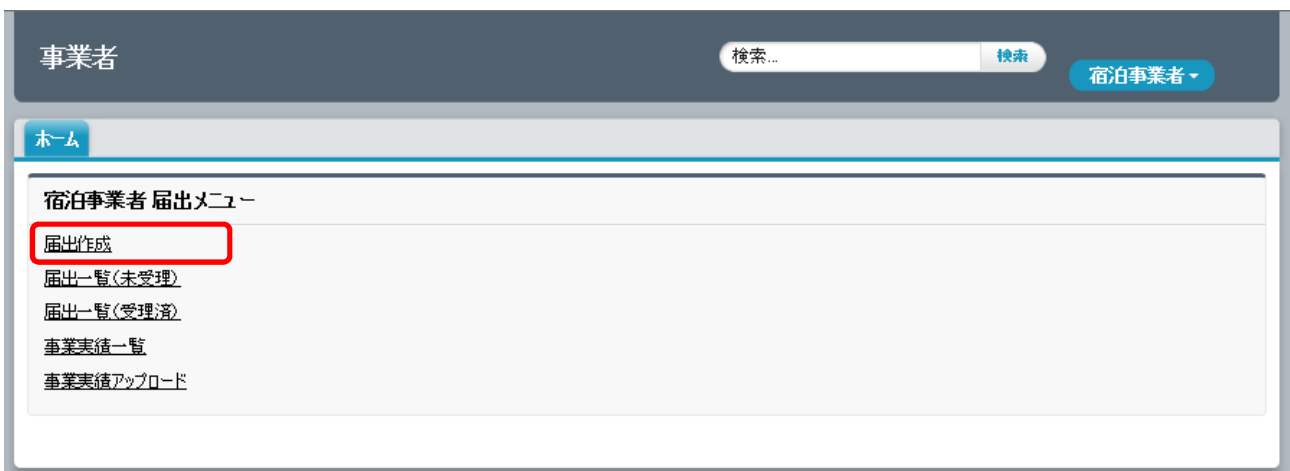 事業者
検索...
検索
宿泊事業者
ホーム
宿泊事業者 届出メニュー
届出作成
届出一覧(未受理)
届出一覧(受理済)
事業実績一覧
事業実績アップロード